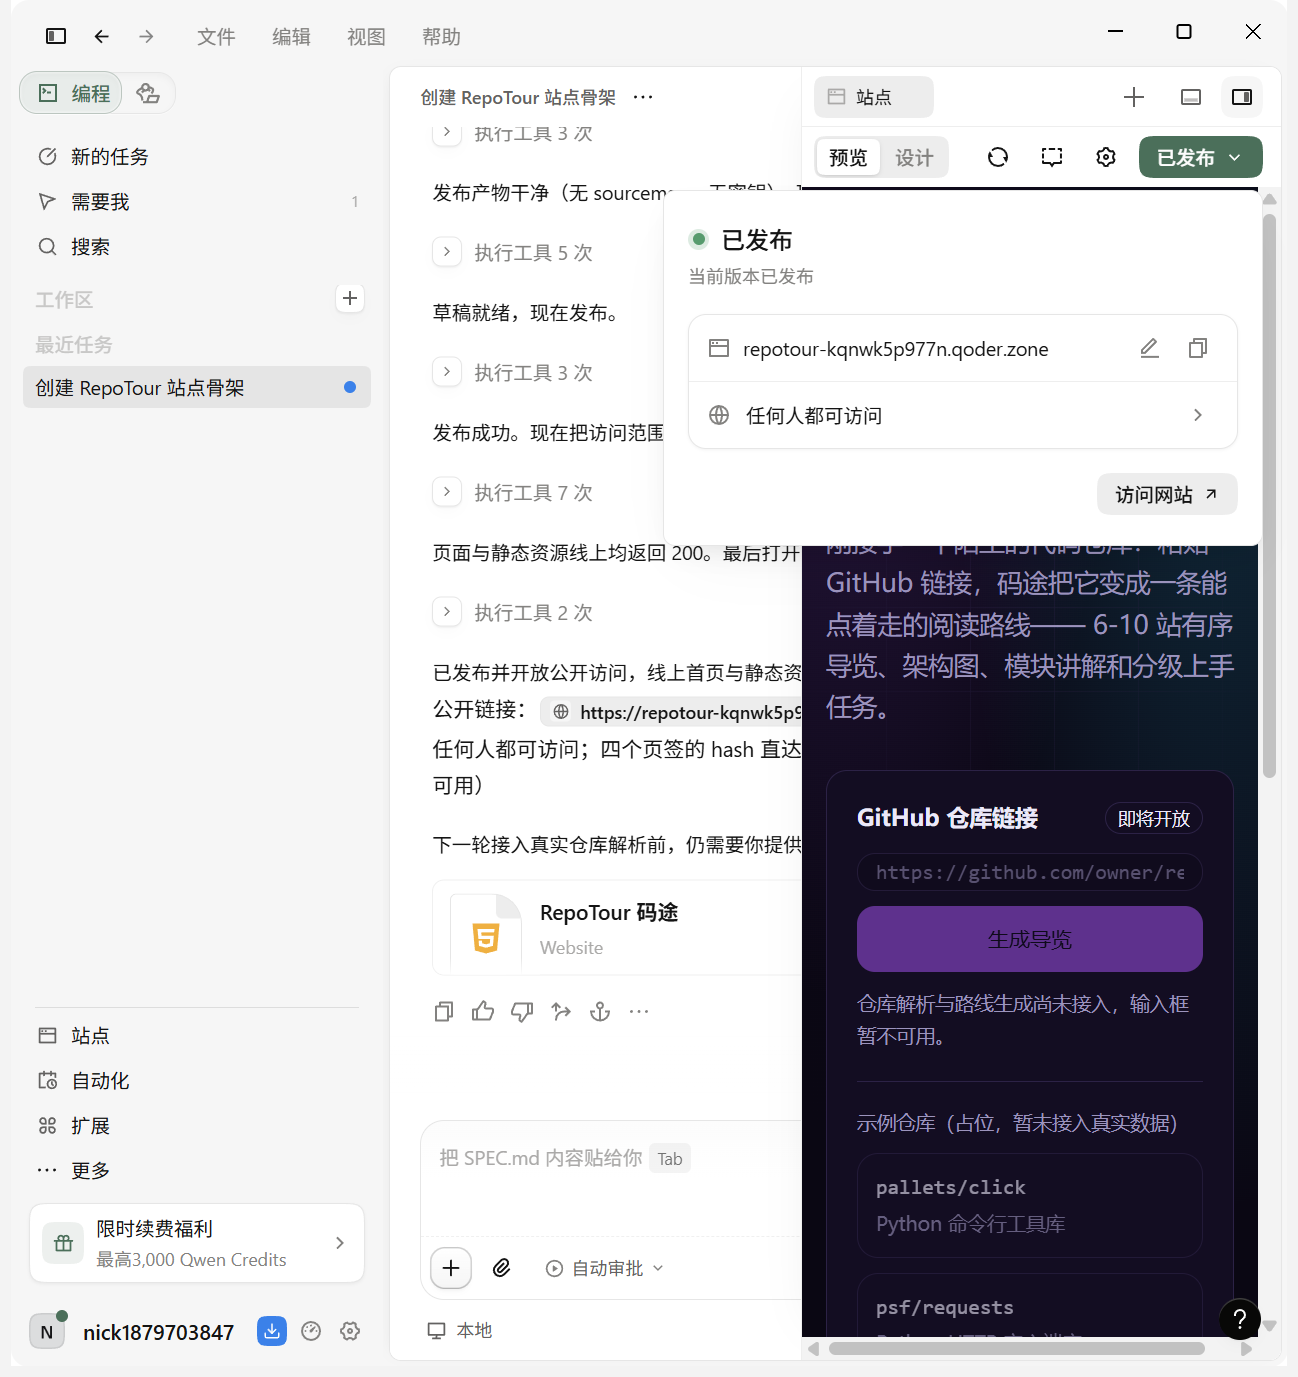 文件 编辑 视图 帮助
编程
新的任务
需要我 1
搜索
工作区
最近任务
创建 RepoTour 站点骨架
站点
自动化
扩展
更多
限时续费福利
最高3,000 Qwen Credits
N nick1879703847
创建 RepoTour 站点骨架 ···
执行工具 3 次
发布产物干净（无 sourcem
执行工具 5 次
草稿就绪，现在发布。
执行工具 3 次
发布成功。现在把访问范围
执行工具 7 次
页面与静态资源线上均返回 200。最后打开
执行工具 2 次
已发布并开放公开访问，线上首页与静态资
公开链接： https://repotour-kqnwk5p9
任何人都可访问；四个页签的 hash 直达
可用）
下一轮接入真实仓库解析前，仍需要你提供
RepoTour 码途
Website
把 SPEC.md 内容贴给你 Tab
自动审批
本地
站点
预览 设计 已发布
已发布
当前版本已发布
repotour-kqnwk5p977n.qoder.zone
任何人都可访问
访问网站
GitHub 链接，码途把它变成一条能
点着走的阅读路线—— 6-10 站有序
导览、架构图、模块讲解和分级上手
任务。
GitHub 仓库链接 即将开放
https://github.com/owner/re
生成导览
仓库解析与路线生成尚未接入，输入框
暂不可用。
示例仓库（占位，暂未接入真实数据）
pallets/click
Python 命令行工具库
psf/requests
?